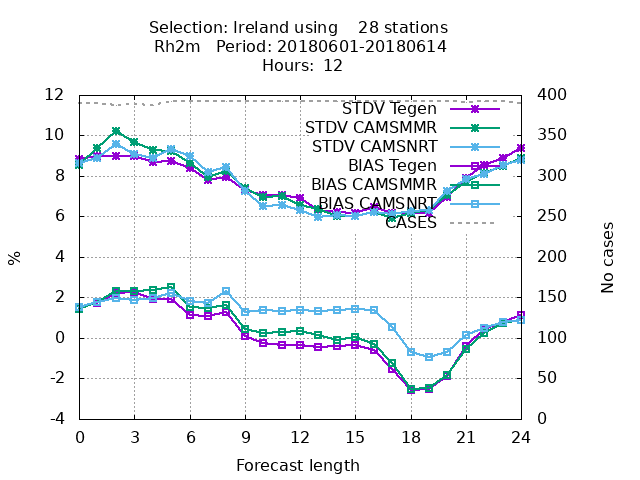 Selection: Ireland using    28 stations
Rh2m   Period: 20180601-20180614
Hours:  12
12
10
8
6
4
2
0
-2
-4
%
400
350
300
250
200
150
100
50
0
No cases
STDV Tegen
STDV CAMSMMR
STDV CAMSNRT
BIAS Tegen
BIAS CAMSMMR
BIAS CAMSNRT
CASES
0 3 6 9 12 15 18 21 24
Forecast length